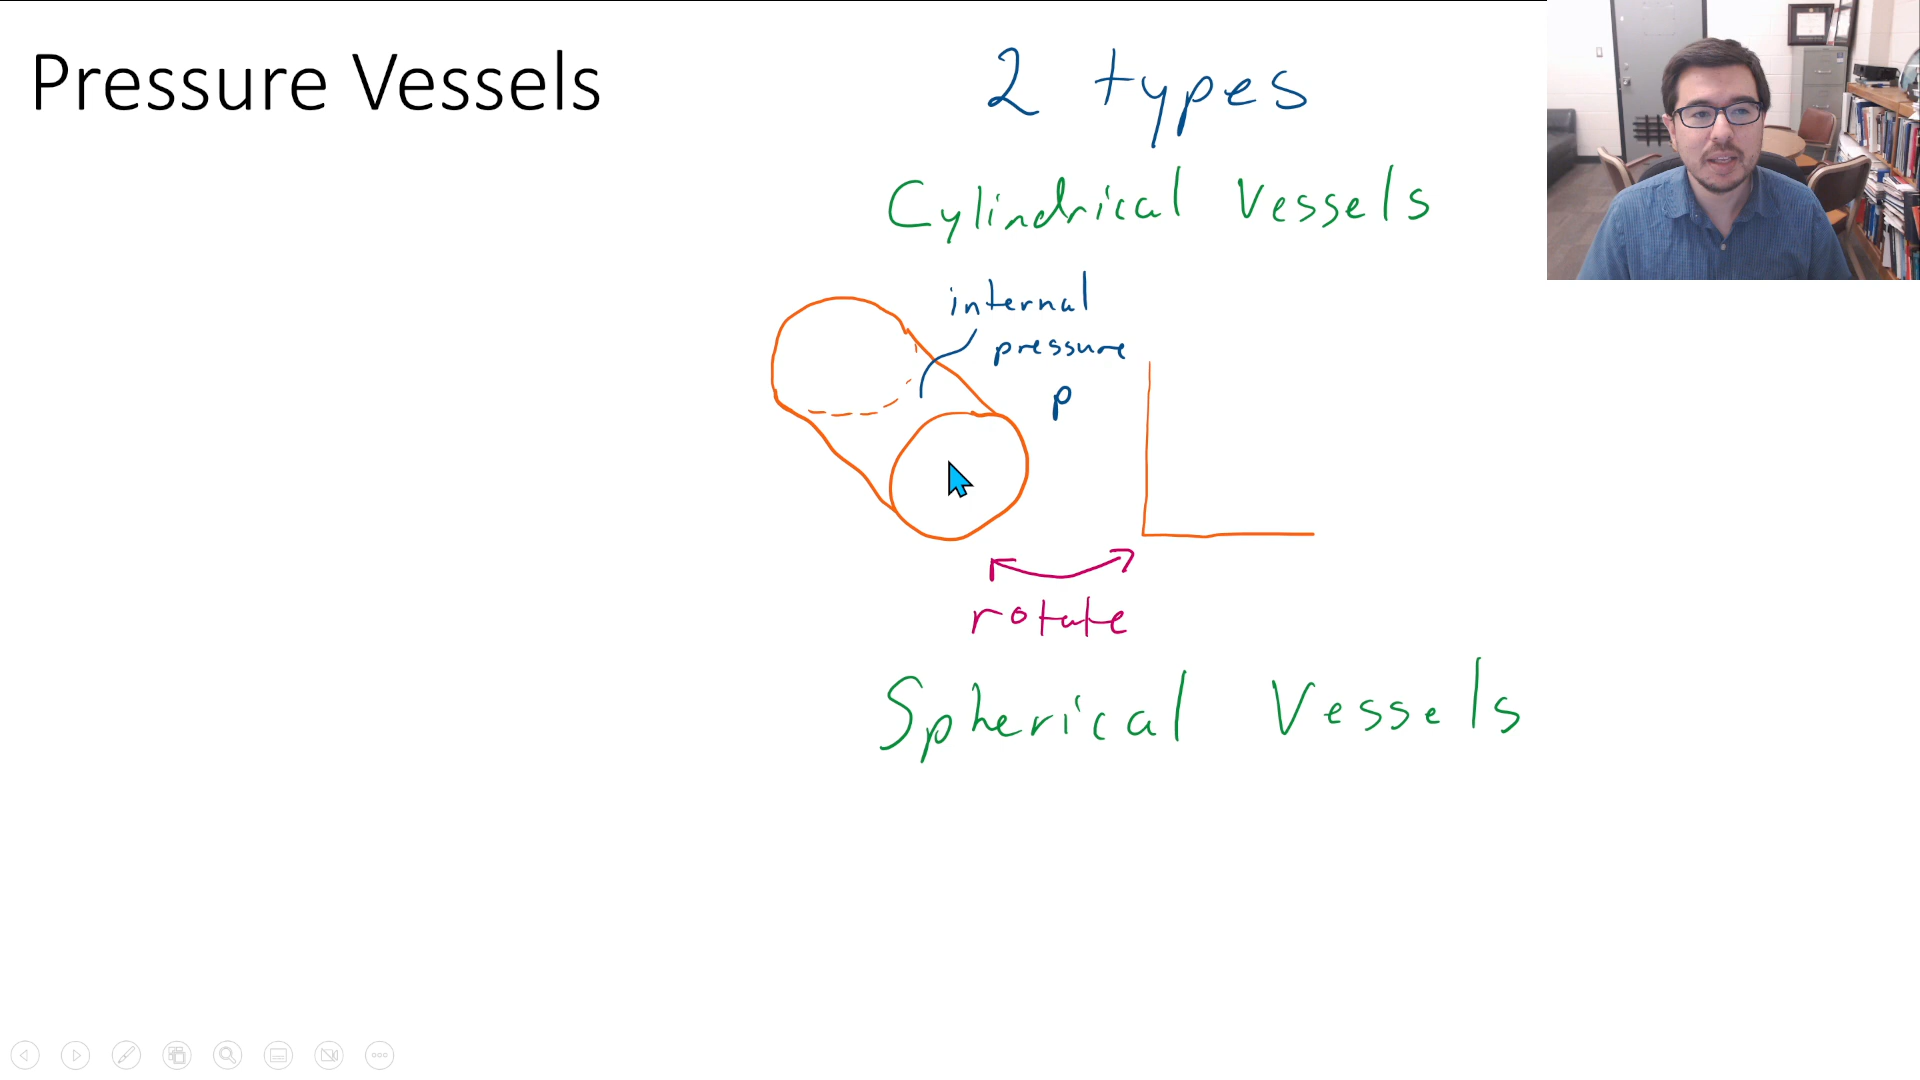 Pressure Vessels
2 types
Cylindrical Vessels
internal
pressure
p
rotate
Spherical Vessels